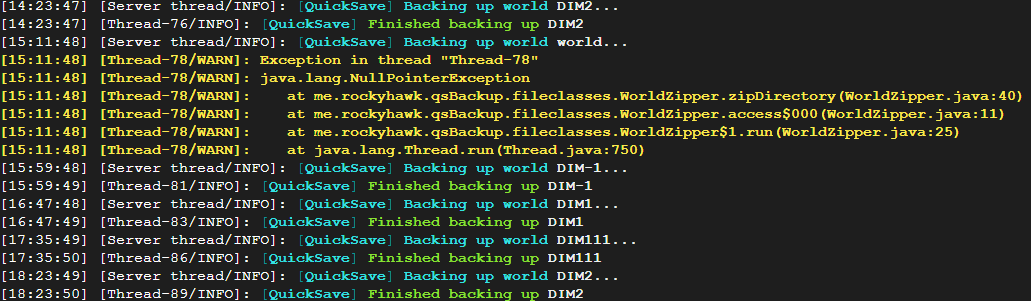 [14:23:47] [Server thread/INFO]: [QuickSave] Backing up world DIM2...
[14:23:47] [Thread-76/INFO]: [QuickSave] Finished backing up DIM2
[15:11:48] [Server thread/INFO]: [QuickSave] Backing up world world...
[15:11:48] [Thread-78/WARN]: Exception in thread "Thread-78"
[15:11:48] [Thread-78/WARN]: java.lang.NullPointerException
[15:11:48] [Thread-78/WARN]:    at me.rockyhawk.qsBackup.fileclasses.WorldZipper.zipDirectory(WorldZipper.java:40)
[15:11:48] [Thread-78/WARN]:    at me.rockyhawk.qsBackup.fileclasses.WorldZipper.access$000(WorldZipper.java:11)
[15:11:48] [Thread-78/WARN]:    at me.rockyhawk.qsBackup.fileclasses.WorldZipper$1.run(WorldZipper.java:25)
[15:11:48] [Thread-78/WARN]:    at java.lang.Thread.run(Thread.java:750)
[15:59:48] [Server thread/INFO]: [QuickSave] Backing up world DIM-1...
[15:59:48] [Thread-81/INFO]: [QuickSave] Finished backing up DIM-1
[16:47:48] [Server thread/INFO]: [QuickSave] Backing up world DIM1...
[16:47:49] [Thread-83/INFO]: [QuickSave] Finished backing up DIM1
[17:35:49] [Server thread/INFO]: [QuickSave] Backing up world DIM111...
[17:35:50] [Thread-86/INFO]: [QuickSave] Finished backing up DIM111
[18:23:49] [Server thread/INFO]: [QuickSave] Backing up world DIM2...
[18:23:50] [Thread-89/INFO]: [QuickSave] Finished backing up DIM2